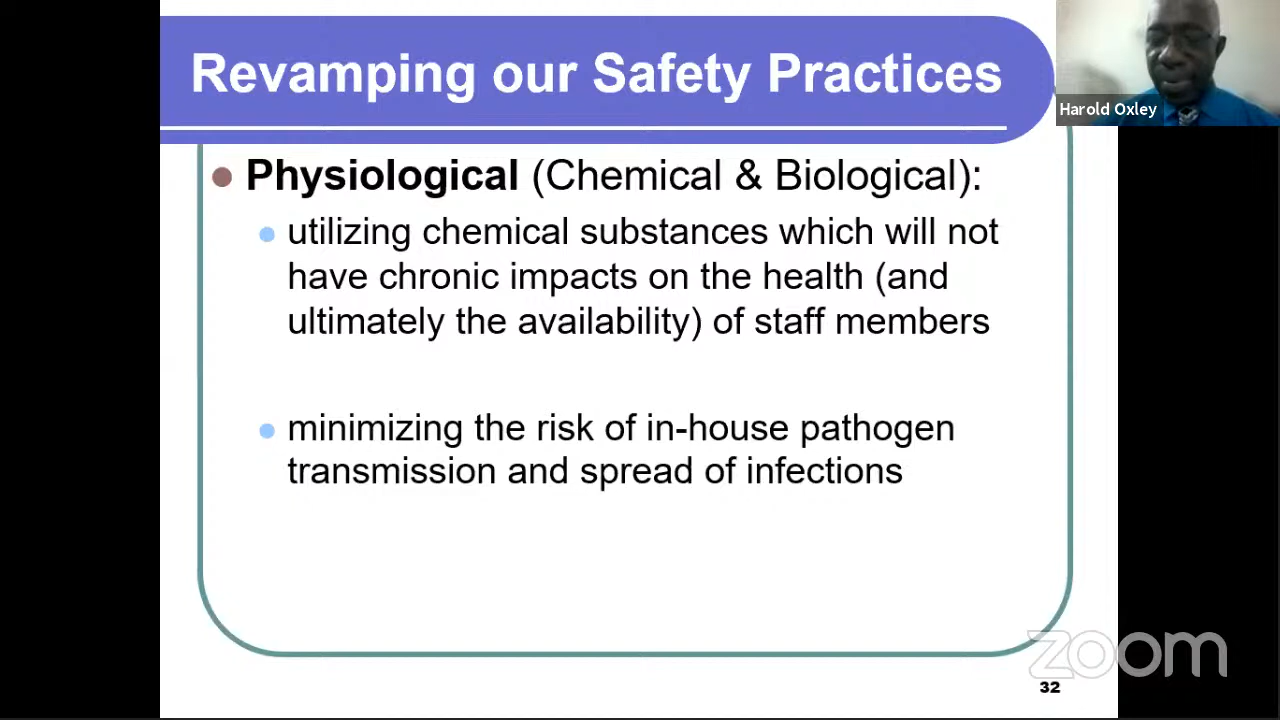 Revamping our Safety Practices
Harold Oxley
Physiological (Chemical & Biological):
utilizing chemical substances which will not
have chronic impacts on the health (and
ultimately the availability) of staff members
minimizing the risk of in-house pathogen
transmission and spread of infections
zoom
32